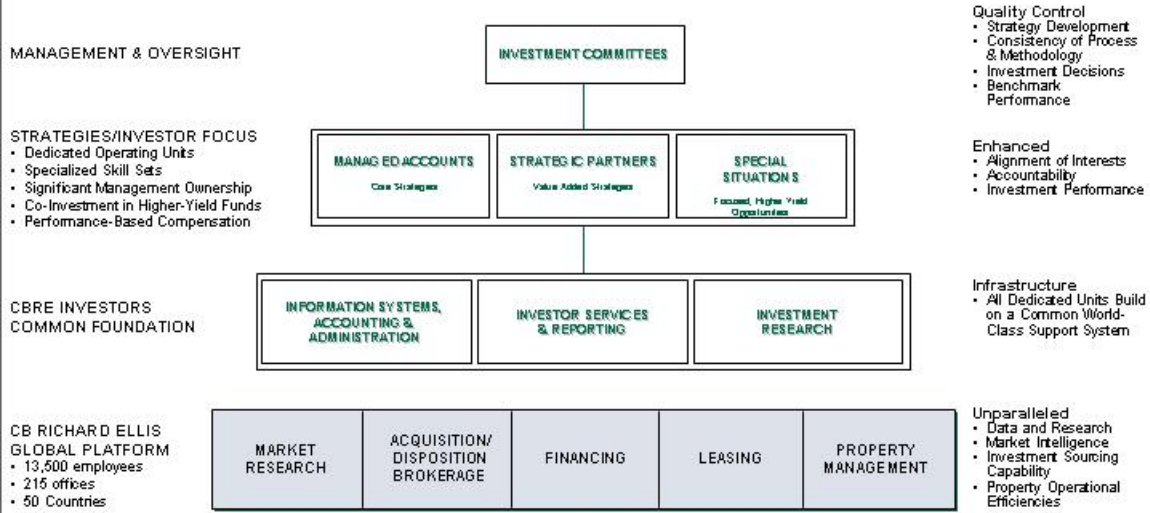 MANAGEMENT & OVERSIGHT
INVESTMENT COMMITTEES
Quality Control
• Strategy Development
• Consistency of Process
& Methodology
• Investment Decisions
• Benchmark
Performance
STRATEGIES/INVESTOR FOCUS
• Dedicated Operating Units
• Specialized Skill Sets
• Significant Management Ownership
• Co-Investment in Higher-Yield Funds
• Performance-Based Compensation
MANAGED ACCOUNTS
Core Strategies
STRATEGIC PARTNERS
Value Added Strategies
SPECIAL
SITUATIONS
Focused, Higher Yield
Opportunities
Enhanced
• Alignment of Interests
• Accountability
• Investment Performance
CBRE INVESTORS
COMMON FOUNDATION
INFORMATION SYSTEMS,
ACCOUNTING &
ADMINISTRATION
INVESTOR SERVICES
& REPORTING
INVESTMENT
RESEARCH
Infrastructure
• All Dedicated Units Build
on a Common World-
Class Support System
CB RICHARD ELLIS
GLOBAL PLATFORM
• 13,500 employees
• 215 offices
• 50 Countries
MARKET
RESEARCH
ACQUISITION/
DISPOSITION
BROKERAGE
FINANCING
LEASING
PROPERTY
MANAGEMENT
Unparalleled
• Data and Research
• Market Intelligence
• Investment Sourcing
Capability
• Property Operational
Efficiencies